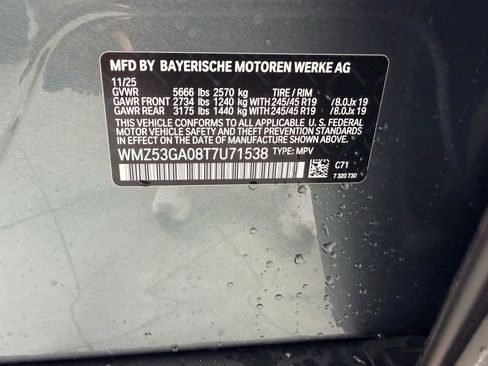 MFD BY BAYERISCHE MOTOREN WERKE AG
11/25
GVWR 5666 lbs 2570 kg TIRE / RIM
GAWR FRONT 2734 lbs 1240 kg WITH 245/45 R19 /8.0Jx19
GAWR REAR 3175 lbs 1440 kg WITH 245/45 R19 /8.0Jx 19
THIS VEHICLE CONFORMS TO ALL APPLICABLE U. S. FEDERAL
MOTOR VEHICLE SAFETY AND THEFT PREVENTION STANDARDS
IN EFFECT ON THE DATE OF MANUFACTURE SHOWN ABOVE.
WMZ53GA08T7U71538 TYPE: MPV
C71
7 320 730